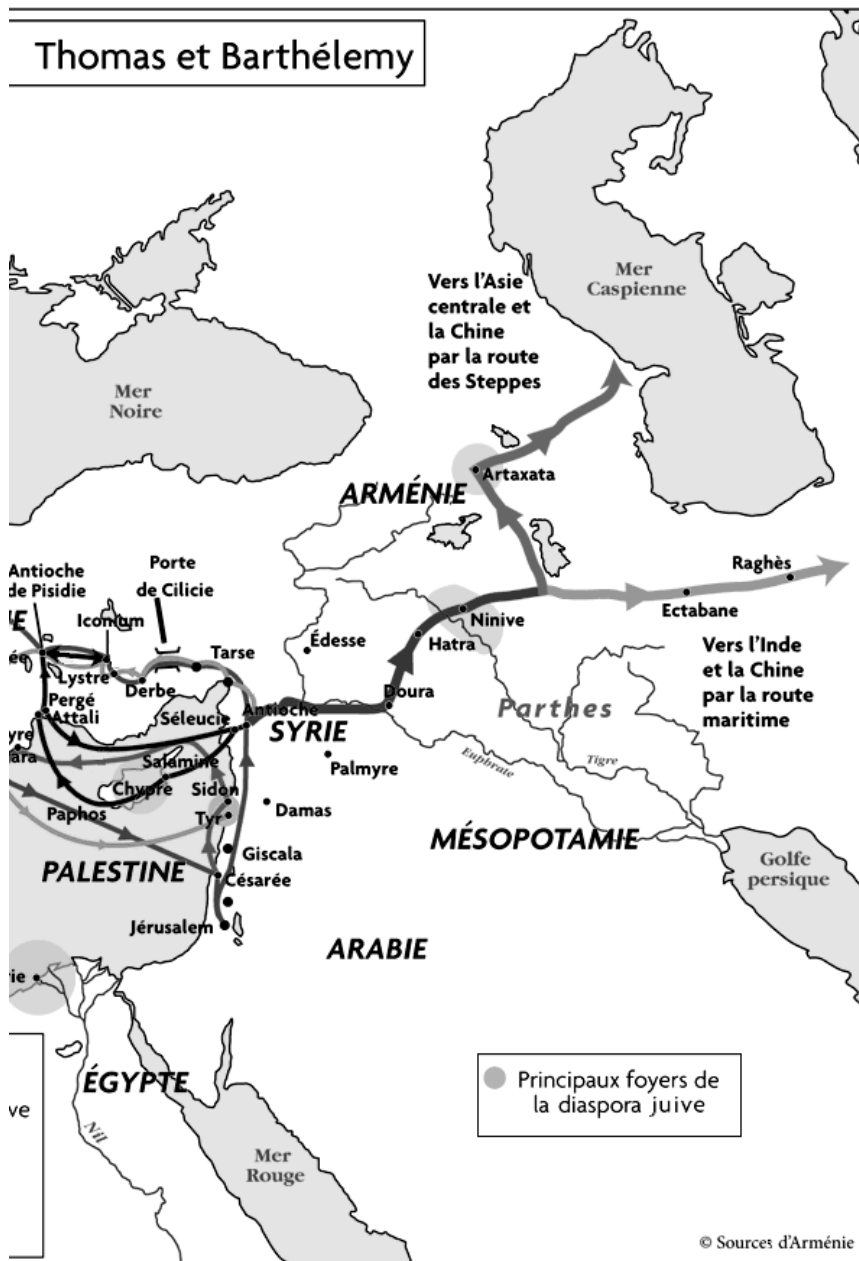 Thomas et Barthélemy
Mer
Caspienne
Vers l'Asie
centrale et
la Chine
par la route
des Steppes
Mer
Noire
Artaxata
ARMÉNIE
Antioche
de Pisidie
Porte
de Cilicie
Raghès
Ectabane
Iconium
Ninive
Tarse
Édesse
Hatra
Vers l'Inde
et la Chine
par la route
maritime
Lystre
Derbe
Doura
Parthes
Pergé
Attali
Séleucie
Antioche
SYRIE
Salamine
Palmyre
Euphrate
Tigre
Chypre
Sidon
Damas
Paphos
Tyr
MÉSOPOTAMIE
Giscala
PALESTINE
Césarée
Golfe
persique
Jérusalem
ARABIE
rie
ÉGYPTE
Principaux foyers de
la diaspora juive
ve
Nil
Mer
Rouge
© Sources d'Arménie